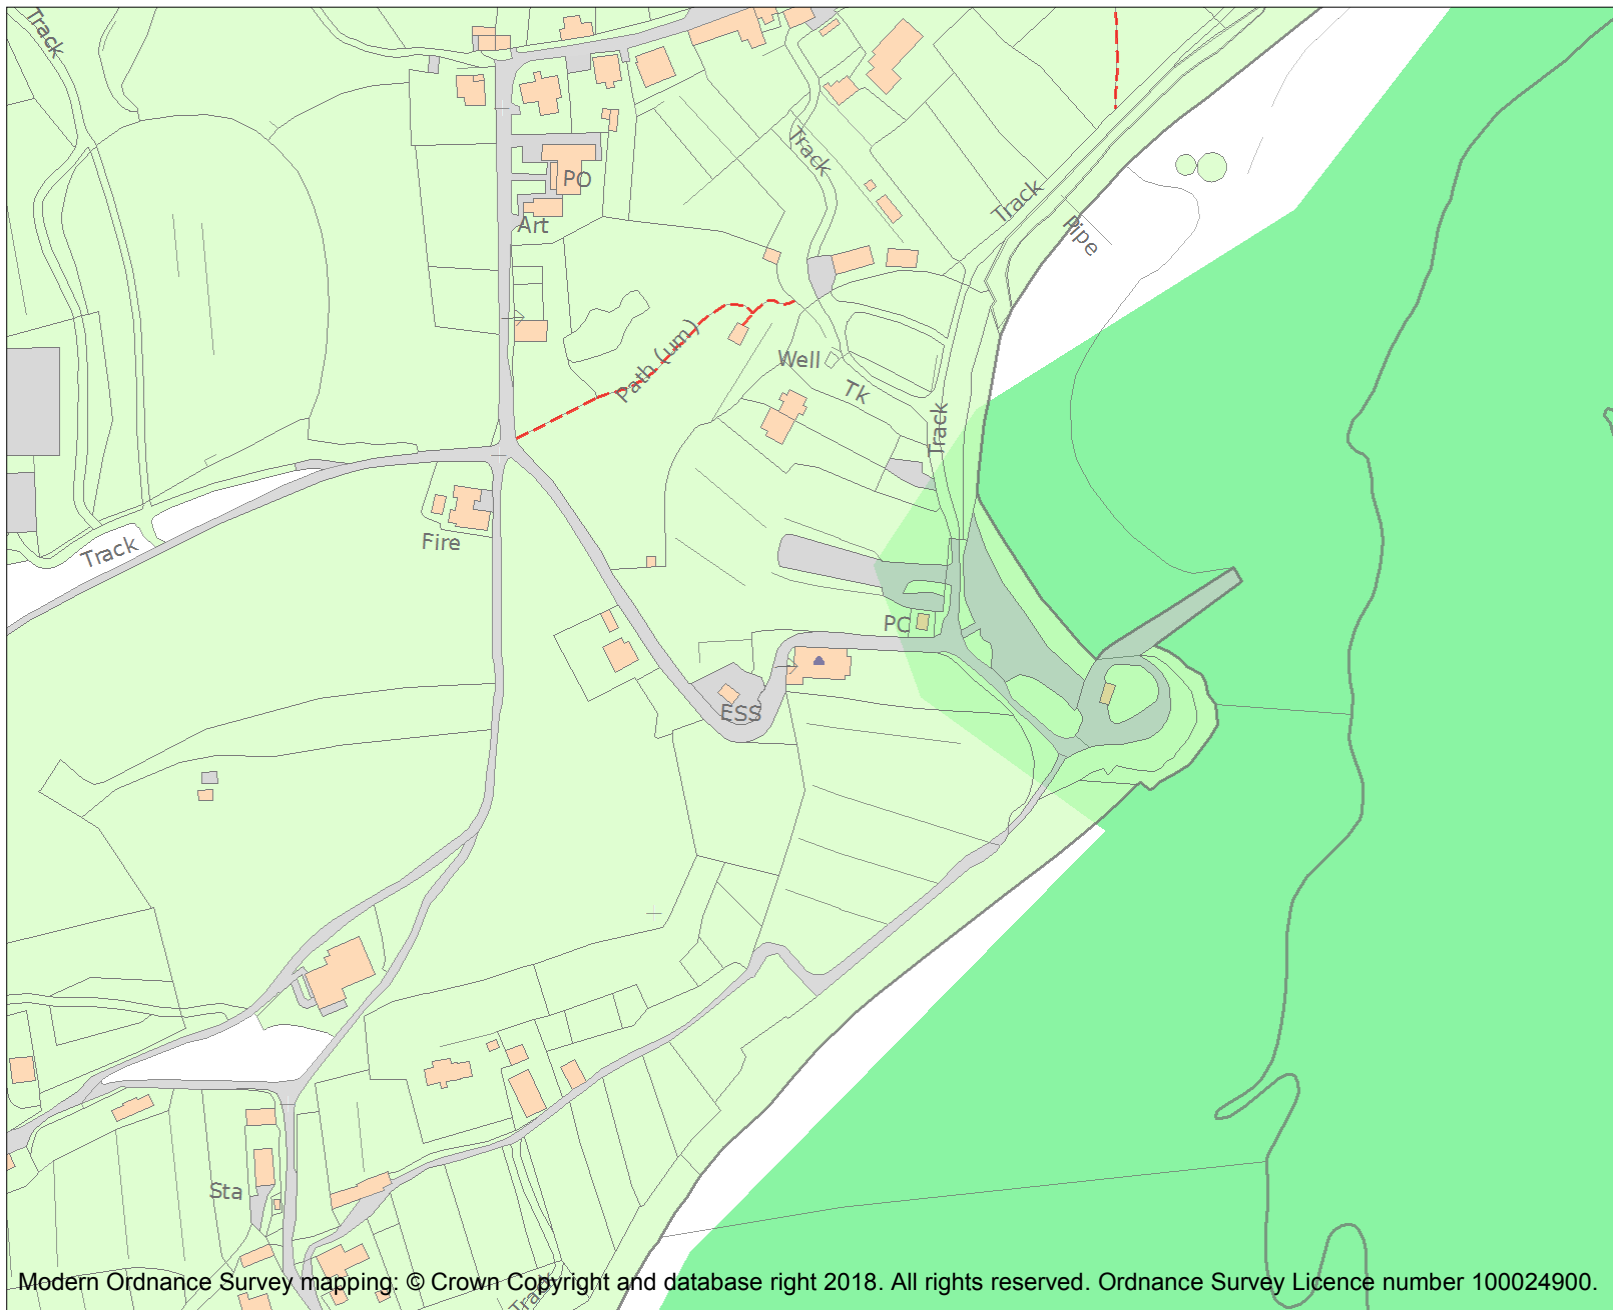 Track
Track
PO
Track
Pipe
Art
Path (um)
Well
Tk
Track
Fire
Track
PC
ESS
Sta
Track
Modern Ordnance Survey mapping: © Crown Copyright and database right 2018. All rights reserved. Ordnance Survey Licence number 100024900.